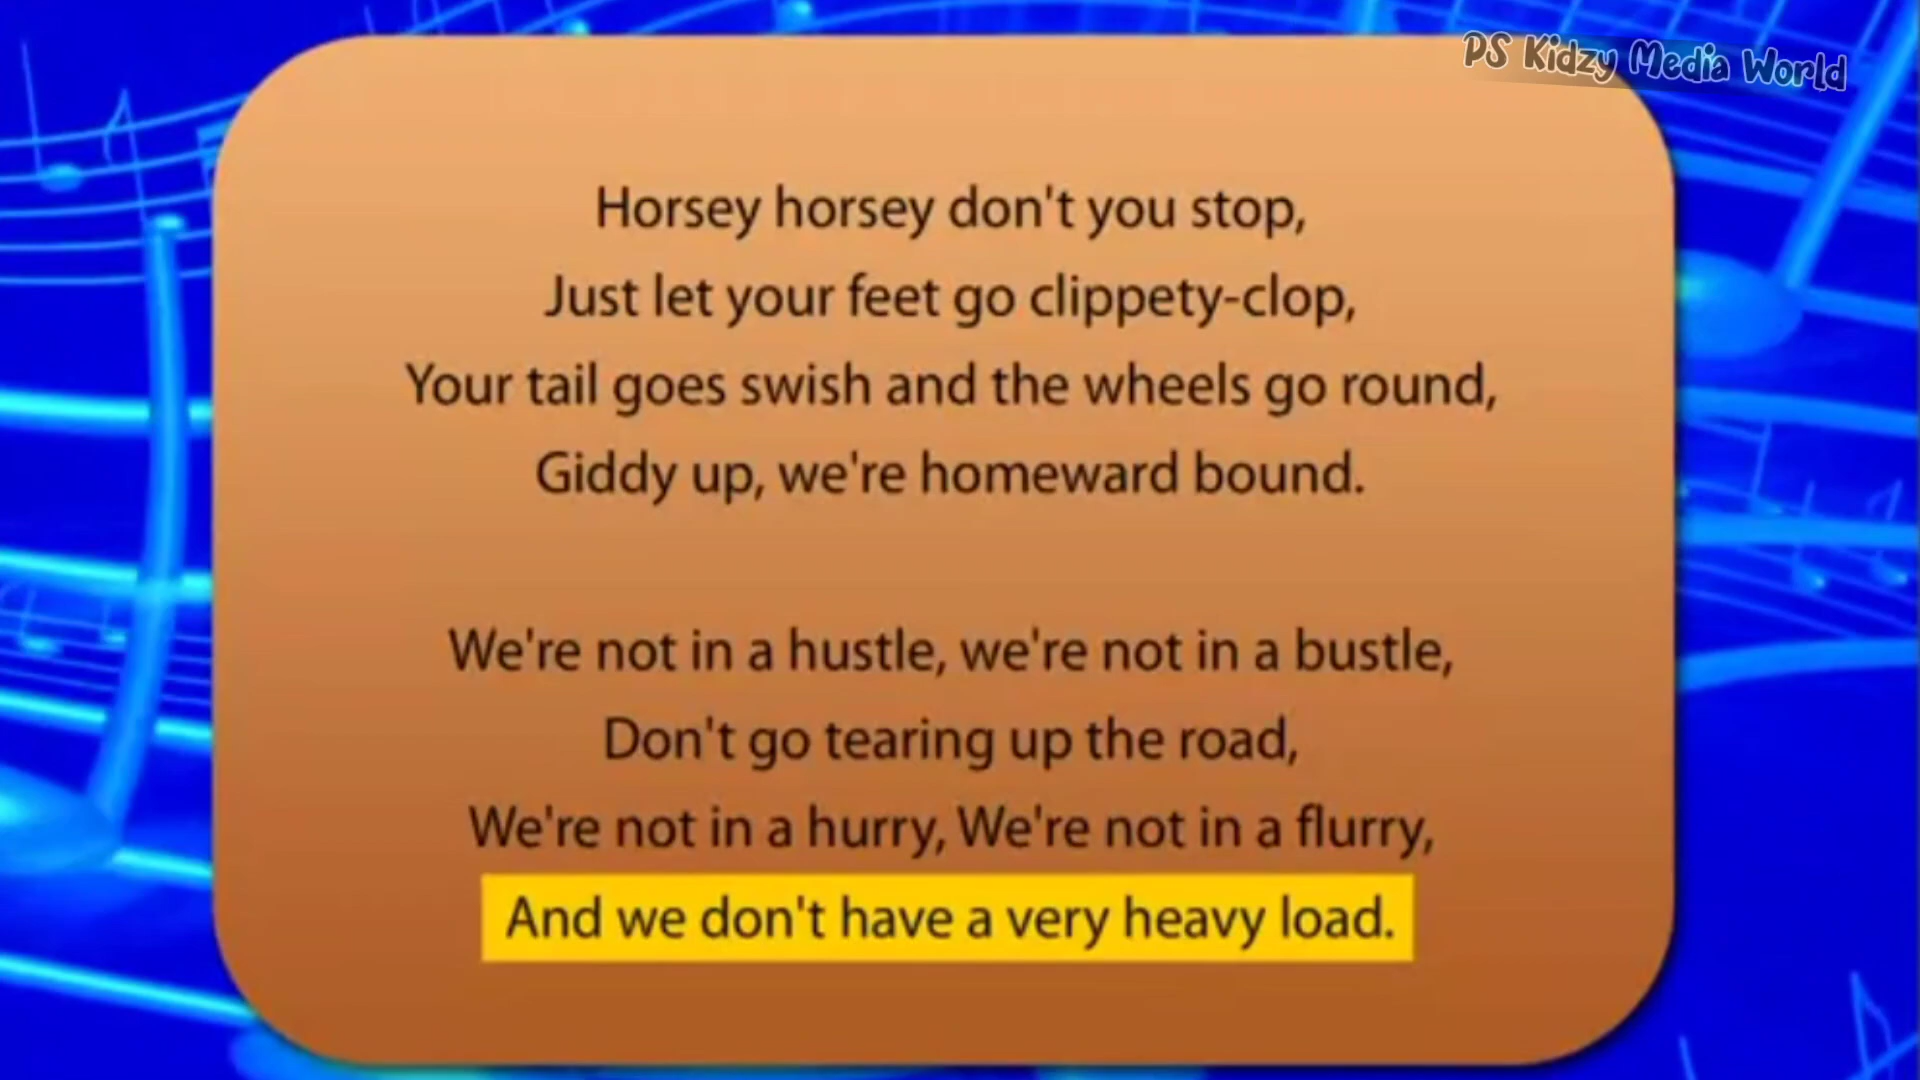 PS Kidzy Media World
Horsey horsey don't you stop,
Just let your feet go clippety-clop,
Your tail goes swish and the wheels go round,
Giddy up, we're homeward bound.
We're not in a hustle, we're not in a bustle,
Don't go tearing up the road,
We're not in a hurry, We're not in a flurry,
And we don't have a very heavy load.